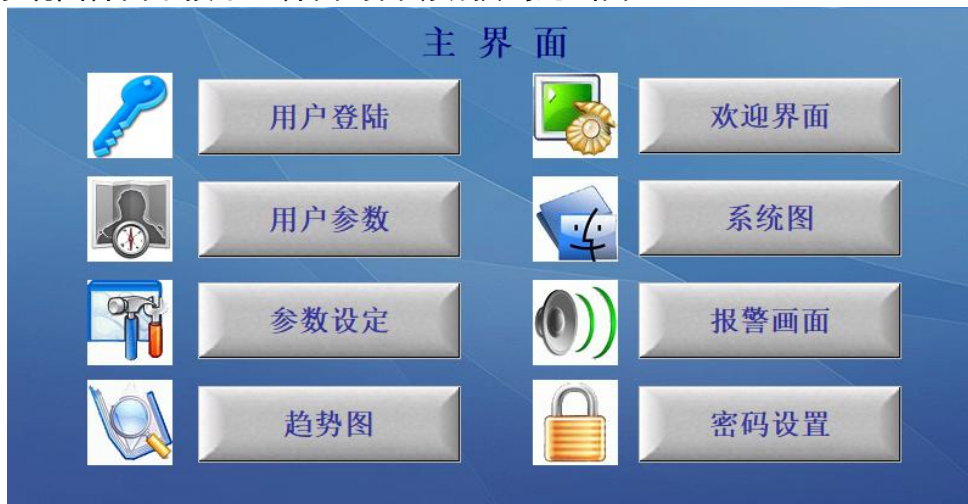 主界面
用户登陆
欢迎界面
用户参数
系统图
参数设定
报警画面
趋势图
密码设置